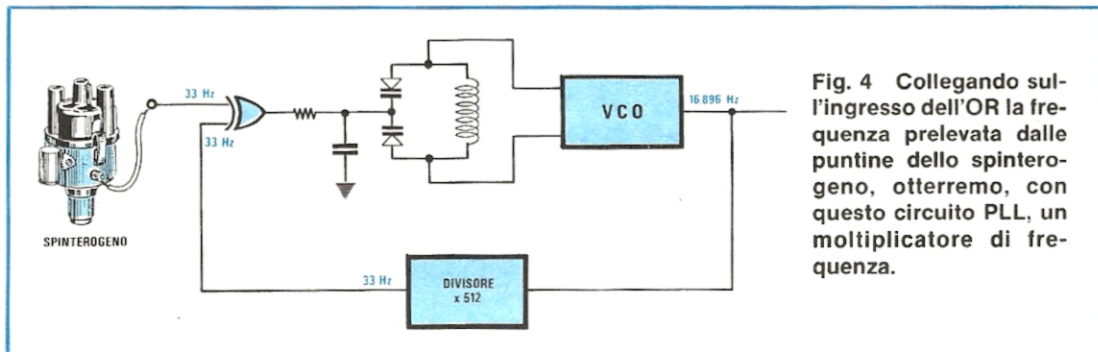 33 Hz
33 Hz
SPINTEROGENO
VCO
16.896 Hz
33 Hz
DIVISORE
x 512
Fig. 4 Collegando sul-
l'ingresso dell'OR la fre-
quenza prelevata dalle
puntine dello spintero-
geno, otterremo, con
questo circuito PLL, un
moltiplicatore di fre-
quenza.